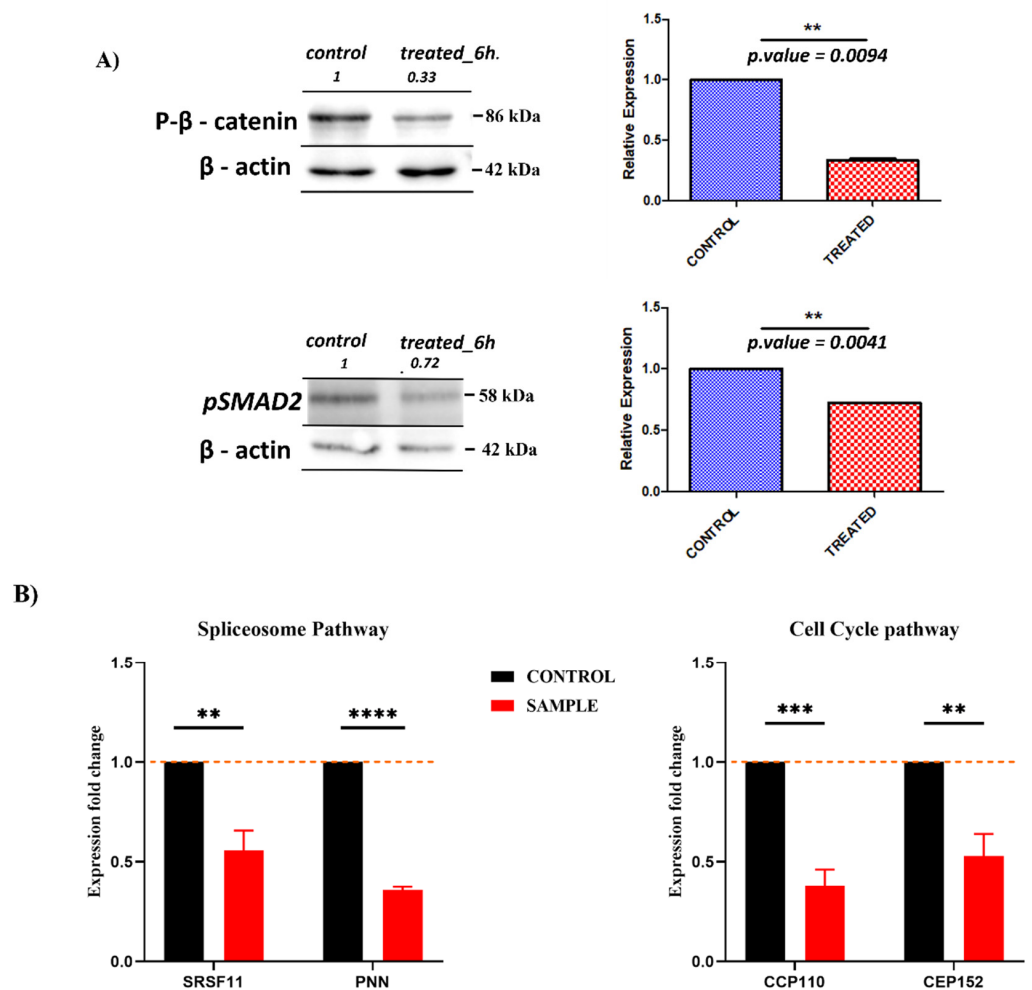 A)
control treated_6h.
1 0.33
P-β - catenin
86 kDa
β - actin
42 kDa
Relative Expression
1.5
1.0
0.5
0.0
**
p.value = 0.0094
CONTROL
TREATED
control treated_6h
1 0.72
pSMAD2
58 kDa
β - actin
42 kDa
Relative Expression
1.5
1.0
0.5
0.0
**
p.value = 0.0041
CONTROL
TREATED
B)
Spliceosome Pathway
Expression fold change
1.5
1.0
0.5
0.0
**
****
SRSF11 PNN
CONTROL
SAMPLE
Cell Cycle pathway
Expression fold change
1.5
1.0
0.5
0.0
***
**
CCP110 CEP152